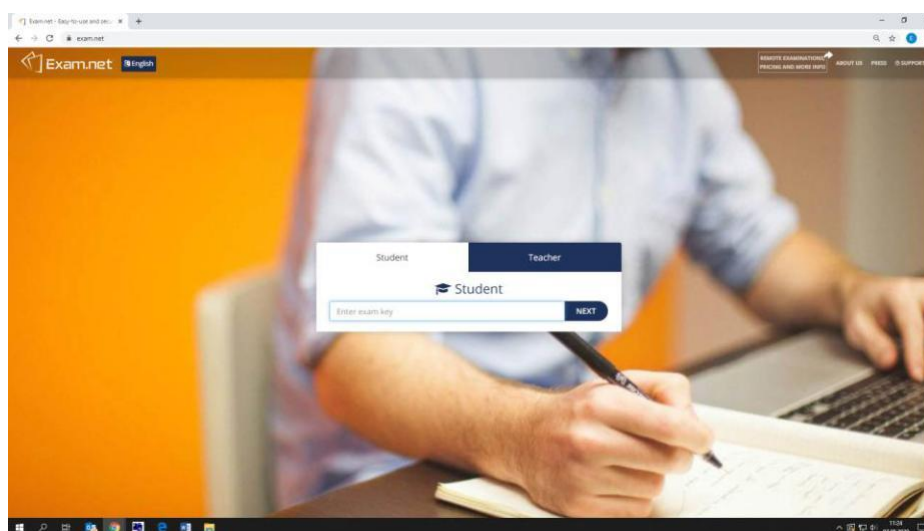 Exam.net - Easy-to-use and secu
exam.net
Exam.net English
REMOTE EXAMINATIONS,
PRICING AND MORE INFO
ABOUT US PRESS SUPPORT
Student Teacher
Student
Enter exam key NEXT
11:24